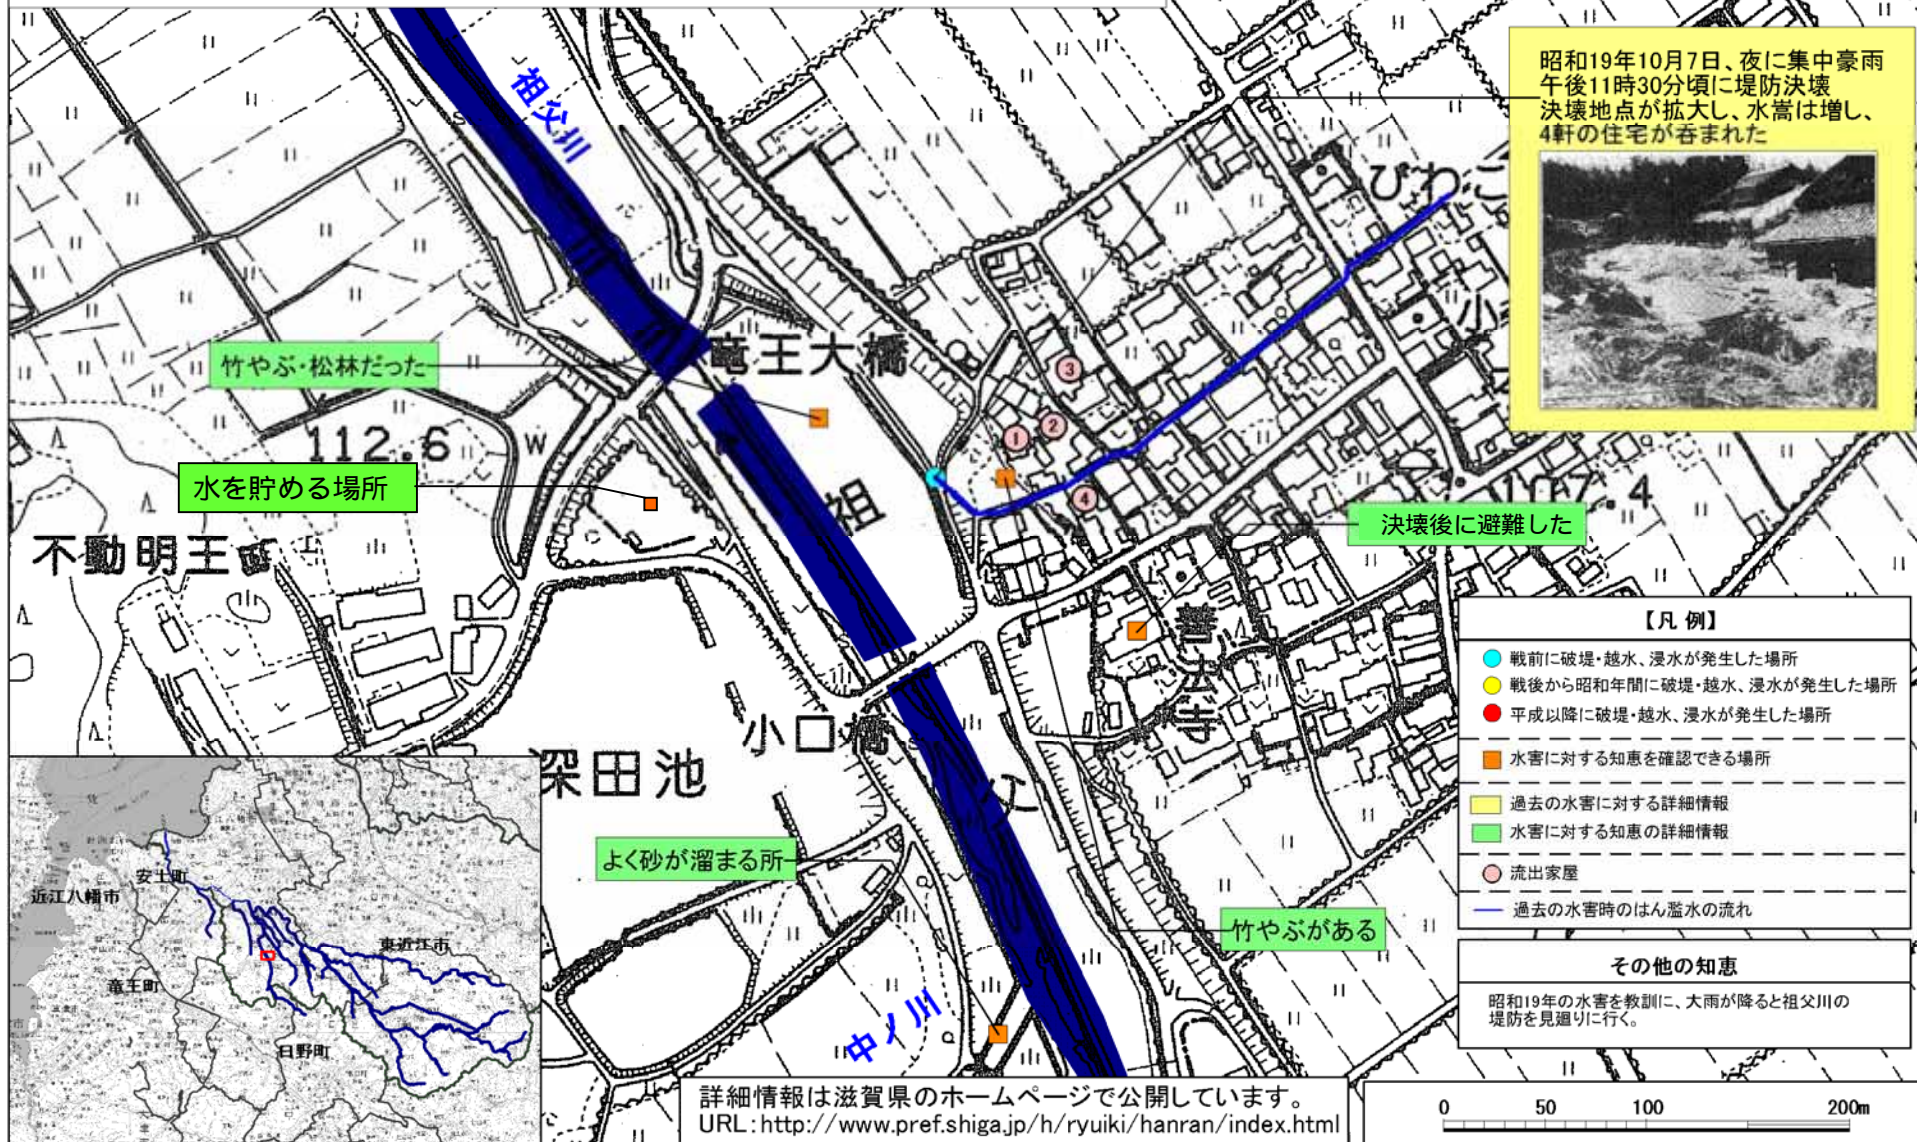 昭和19年10月7日、夜に集中豪雨
午後11時30分頃に堤防決壊
決壊地点が拡大し、水嵩は増し、
4軒の住宅が呑まれた
祖父川
びわこ
小
竹やぶ・松林だった
竜王大橋
3
2
1
4
112.6
W
水を貯める場所
祖
107.4
決壊後に避難した
不動明王
善法寺
小口橋
深田池
父
よく砂が溜まる所
竹やぶがある
中ノ川
【凡 例】
戦前に破堤・越水、浸水が発生した場所
戦後から昭和年間に破堤・越水、浸水が発生した場所
平成以降に破堤・越水、浸水が発生した場所
水害に対する知恵を確認できる場所
過去の水害に対する詳細情報
水害に対する知恵の詳細情報
流出家屋
過去の水害時のはん濫水の流れ
その他の知恵
昭和19年の水害を教訓に、大雨が降ると祖父川の
堤防を見廻りに行く。
安土町
近江八幡市
東近江市
竜王町
日野町
詳細情報は滋賀県のホームページで公開しています。
URL:http://www.pref.shiga.jp/h/ryuiki/hanran/index.html
0 50 100 200m